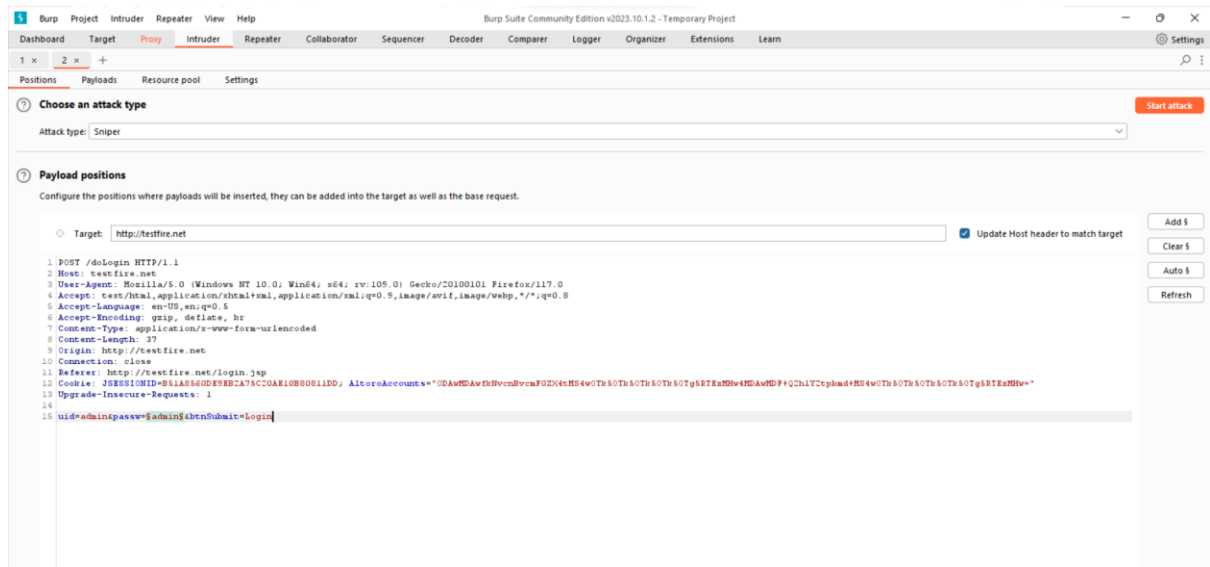 Burp Project Intruder Repeater View Help Burp Suite Community Edition v2023.10.1.2 - Temporary Project
Dashboard Target Proxy Intruder Repeater Collaborator Sequencer Decoder Comparer Logger Organizer Extensions Learn Settings
1 × 2 × +
Positions Payloads Resource pool Settings
Choose an attack type
Start attack
Attack type: Sniper
Payload positions
Configure the positions where payloads will be inserted, they can be added into the target as well as the base request.
Target: http://testfire.net Update Host header to match target
Add §
Clear §
Auto §
Refresh
1 POST /doLogin HTTP/1.1
2 Host: testfire.net
3 User-Agent: Mozilla/5.0 (Windows NT 10.0; Win64; x64; rv:109.0) Gecko/20100101 Firefox/117.0
4 Accept: text/html,application/xhtml+xml,application/xml;q=0.9,image/avif,image/webp,*/*;q=0.8
5 Accept-Language: en-US,en;q=0.5
6 Accept-Encoding: gzip, deflate, br
7 Content-Type: application/x-www-form-urlencoded
8 Content-Length: 37
9 Origin: http://testfire.net
10 Connection: close
11 Referer: http://testfire.net/login.jsp
12 Cookie: AltoroAccounts=
13 Upgrade-Insecure-Requests: 1
14
15 uid=admin&passw=§admin§&btnSubmit=Login